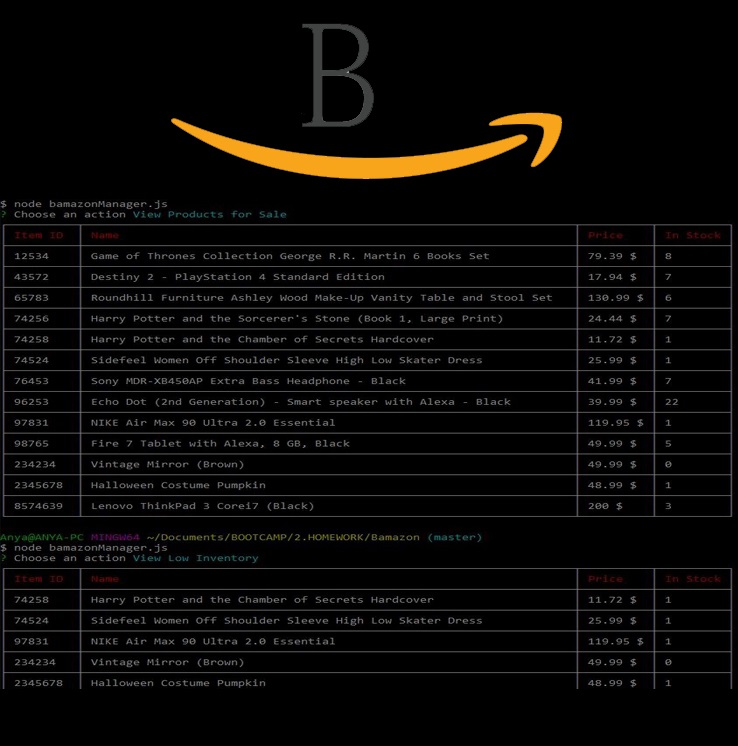 B
$ node bamazonManager.js
? Choose an action View Products for Sale
Item ID Name Price In Stock
12534 Game of Thrones Collection George R.R. Martin 6 Books Set 79.39 $ 8
43572 Destiny 2 - PlayStation 4 Standard Edition 17.94 $ 7
65783 Roundhill Furniture Ashley Wood Make-Up Vanity Table and Stool Set 130.99 $ 6
74256 Harry Potter and the Sorcerer's Stone (Book 1, Large Print) 24.44 $ 7
74258 Harry Potter and the Chamber of Secrets Hardcover 11.72 $ 1
74524 Sidefeel Women Off Shoulder Sleeve High Low Skater Dress 25.99 $ 1
76453 Sony MDR-XB450AP Extra Bass Headphone - Black 41.99 $ 7
96253 Echo Dot (2nd Generation) - Smart speaker with Alexa - Black 39.99 $ 22
97831 NIKE Air Max 90 Ultra 2.0 Essential 119.95 $ 1
98765 Fire 7 Tablet with Alexa, 8 GB, Black 49.99 $ 5
234234 Vintage Mirror (Brown) 49.99 $ 0
2345678 Halloween Costume Pumpkin 48.99 $ 1
8574639 Lenovo ThinkPad 3 Corei7 (Black) 200 $ 3
Anya@ANYA-PC MINGW64 ~/Documents/BOOTCAMP/2.HOMEWORK/Bamazon (master)
$ node bamazonManager.js
? Choose an action View Low Inventory
Item ID Name Price In Stock
74258 Harry Potter and the Chamber of Secrets Hardcover 11.72 $ 1
74524 Sidefeel Women Off Shoulder Sleeve High Low Skater Dress 25.99 $ 1
97831 NIKE Air Max 90 Ultra 2.0 Essential 119.95 $ 1
234234 Vintage Mirror (Brown) 49.99 $ 0
2345678 Halloween Costume Pumpkin 48.99 $ 1